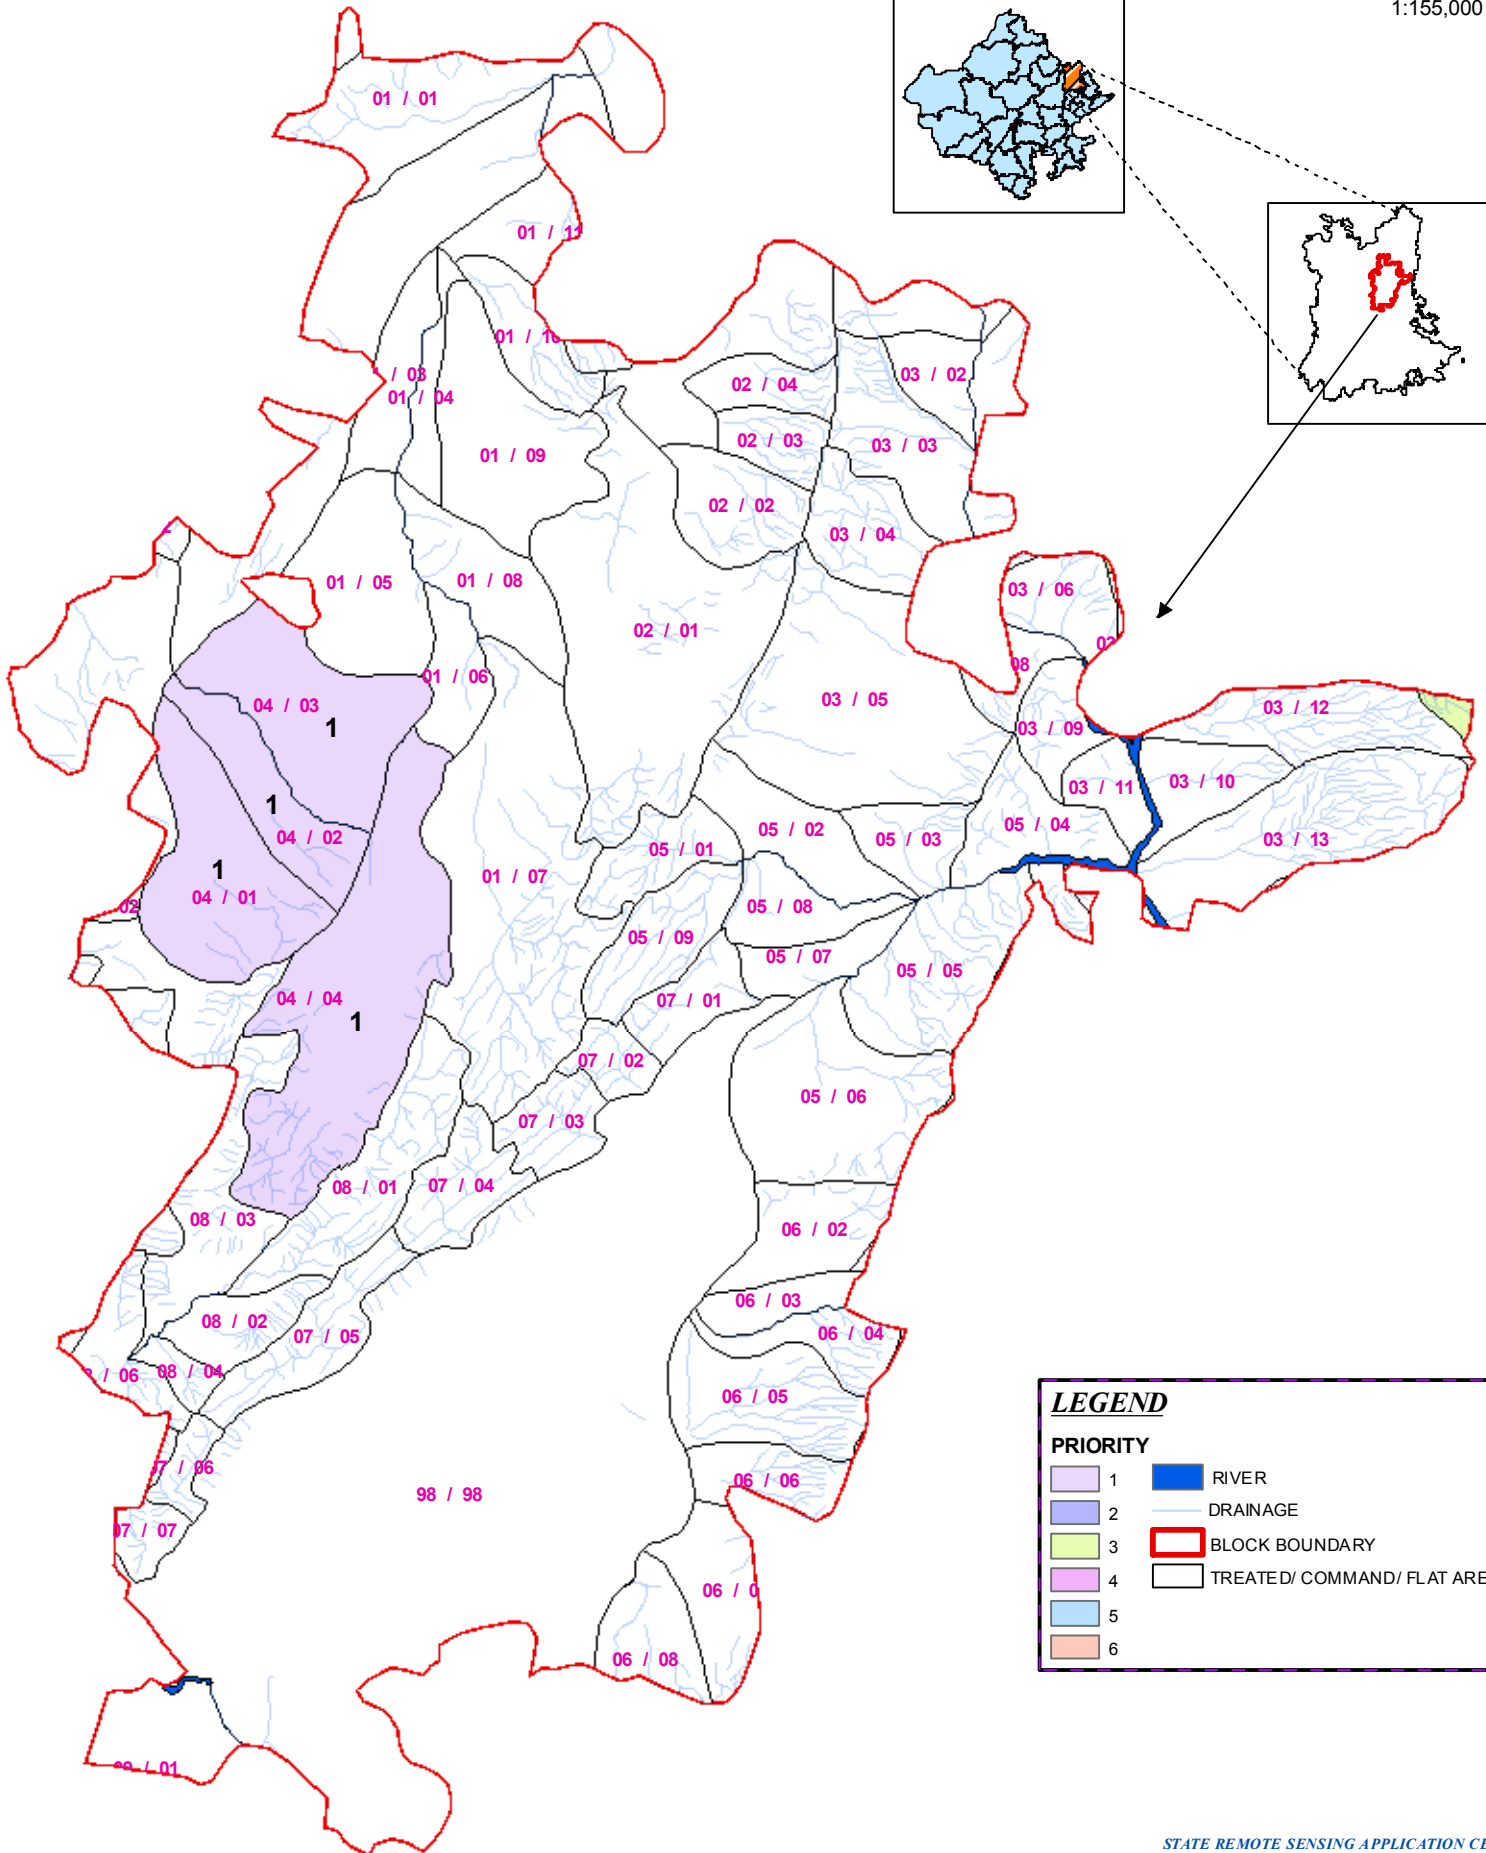 1:155,000
01 / 01
01 / 11
01 / 10
/ 03
01 / 04
02 / 04
03 / 02
02 / 03
03 / 03
01 / 09
02 / 02
03 / 04
01 / 05
01 / 08
03 / 06
02 / 01
08
01 / 06
03 / 05
04 / 03
1
03 / 12
03 / 09
03 / 11
03 / 10
1
04 / 02
05 / 02
05 / 03
05 / 04
03 / 13
05 / 01
1
04 / 01
01 / 07
02
05 / 08
05 / 09
05 / 07
05 / 05
04 / 04
1
07 / 01
07 / 02
05 / 06
07 / 03
08 / 01
07 / 04
08 / 03
06 / 02
06 / 03
08 / 02
07 / 05
06 / 04
/ 06
08 / 04
06 / 05
07 / 06
06 / 06
98 / 98
07 / 07
06 / 0
06 / 08
/ 01
LEGEND
PRIORITY
1
2
3
4
5
6
RIVER
DRAINAGE
BLOCK BOUNDARY
TREATED/ COMMAND/ FLAT ARE
STATE REMOTE SENSING APPLICATION CE